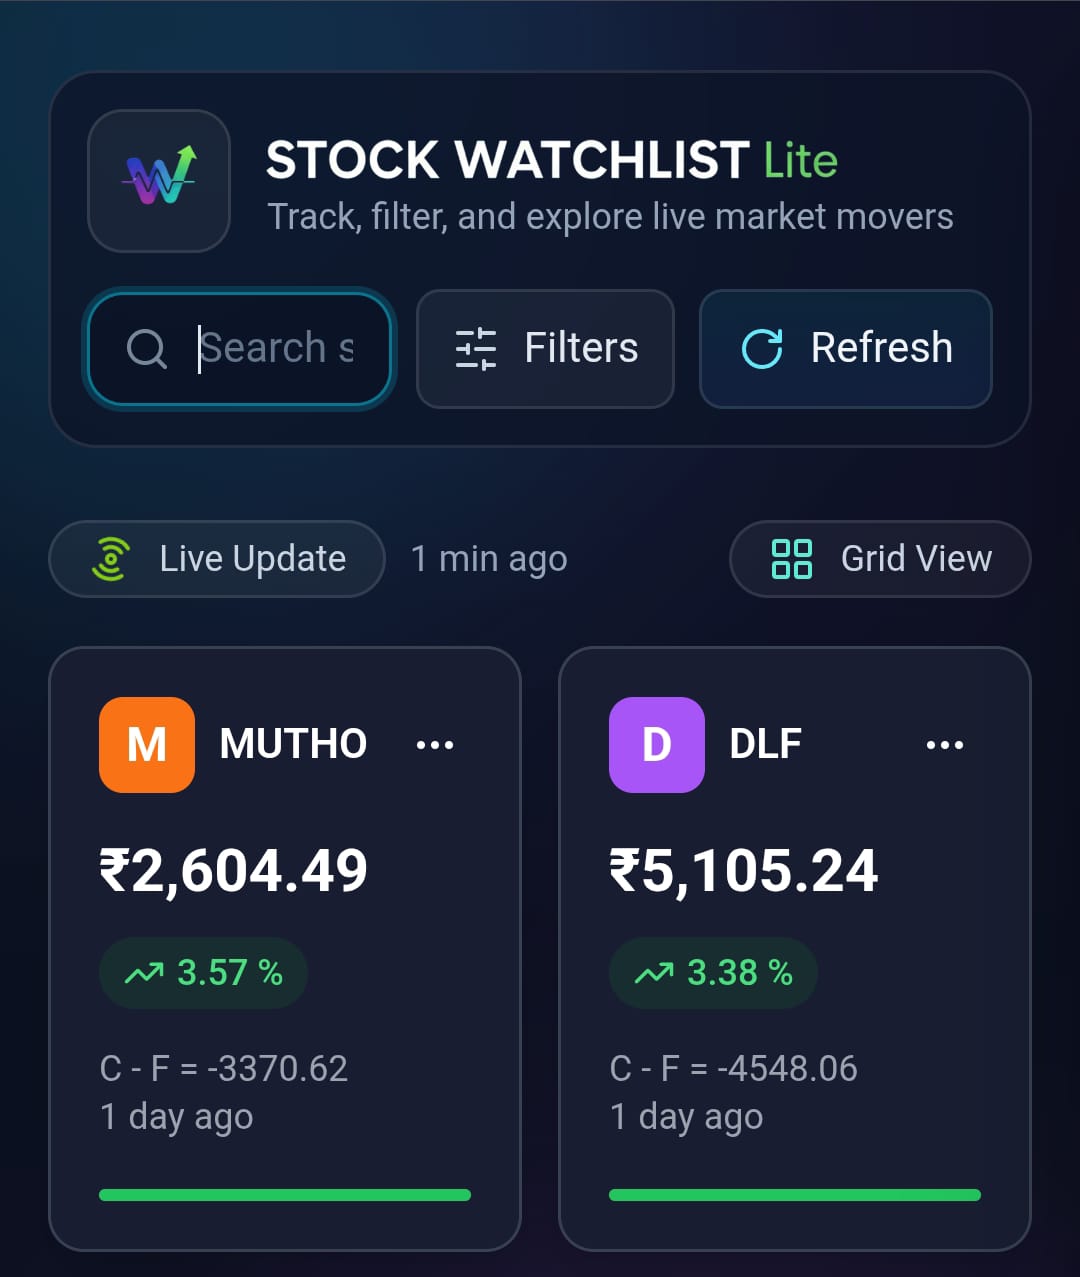 STOCK WATCHLIST Lite
Track, filter, and explore live market movers
Search s
Filters
Refresh
Live Update
1 min ago
Grid View
M
MUTHO
₹2,604.49
3.57 %
C - F = -3370.62
1 day ago
D
DLF
₹5,105.24
3.38 %
C - F = -4548.06
1 day ago